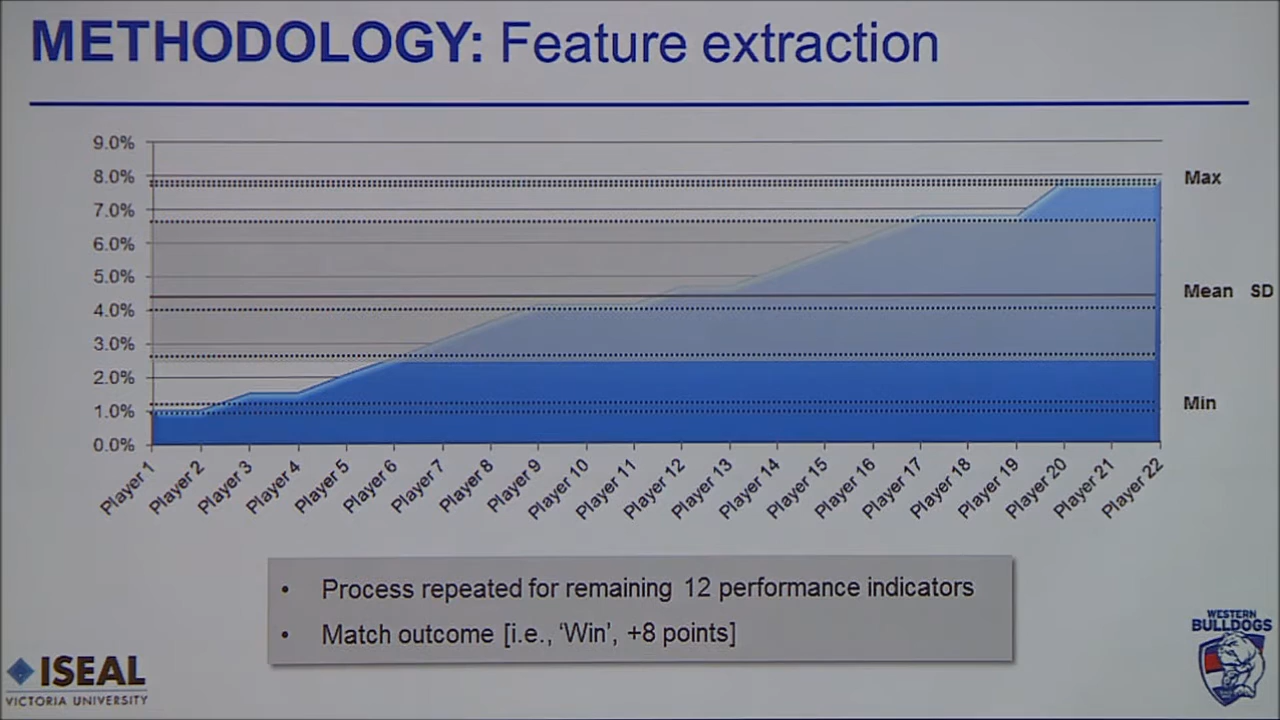 METHODOLOGY: Feature extraction
9.0%
8.0%
7.0%
6.0%
5.0%
4.0%
3.0%
2.0%
1.0%
0.0%
Max
Mean SD
Min
Player 1
Player 2
Player 3
Player 4
Player 5
Player 6
Player 7
Player 8
Player 9
Player 10
Player 11
Player 12
Player 13
Player 14
Player 15
Player 16
Player 17
Player 18
Player 19
Player 20
Player 21
Player 22
• Process repeated for remaining 12 performance indicators
• Match outcome [i.e., ‘Win’, +8 points]
ISEAL
VICTORIA UNIVERSITY
WESTERN
BULLDOGS